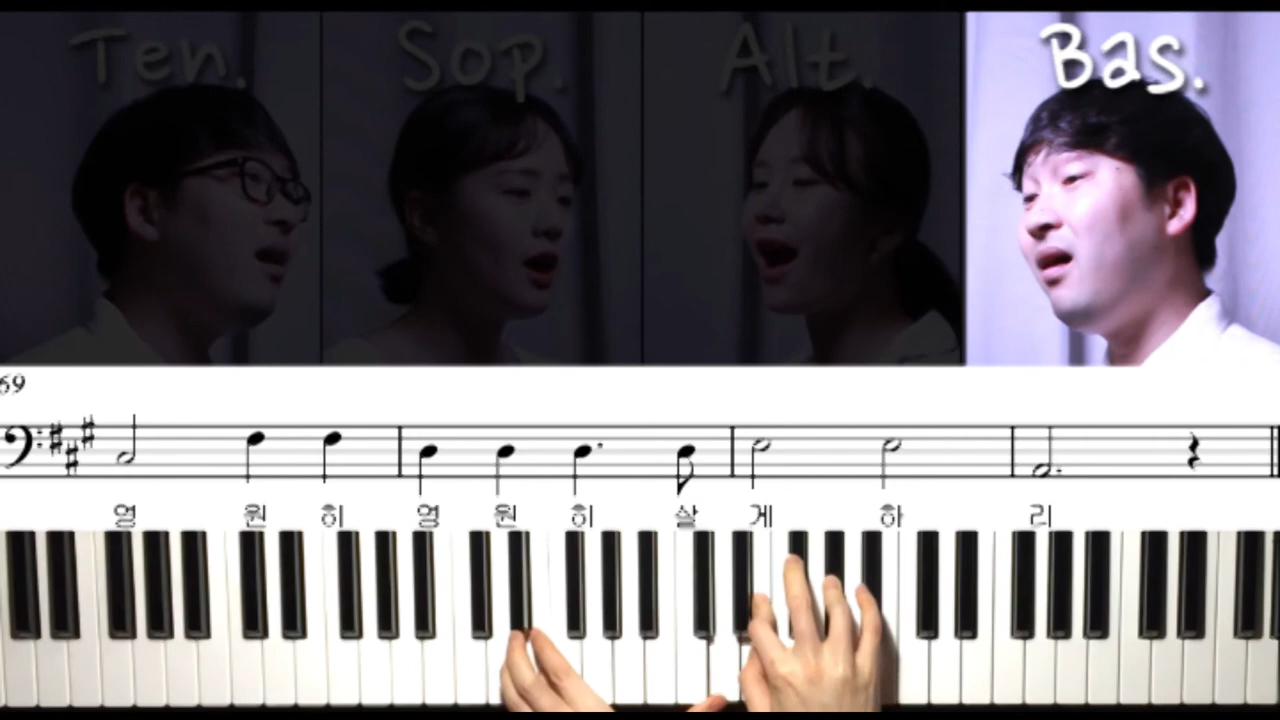 Ten. Sop. Alt. Bas.
69
영 원 히 영 원 히 살 게 하 리